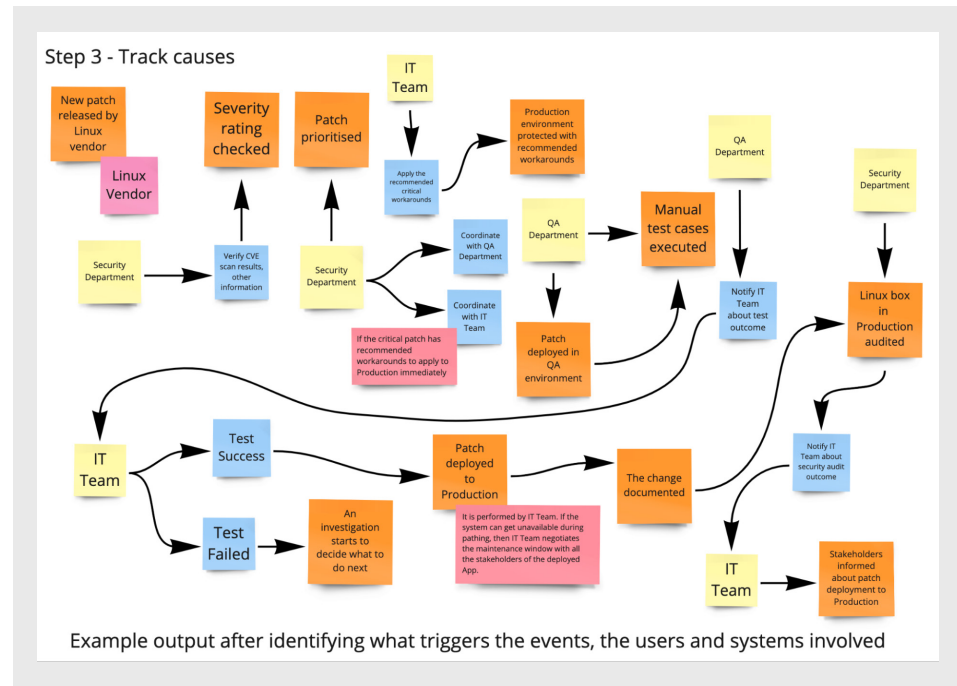 Step 3 - Track causes
New patch
released by
Linux
vendor
Linux
Vendor
Severity
rating
checked
Patch
prioritised
IT
Team
Apply the
recommended
critical
workarounds
Production
environment
protected with
recommended
workarounds
QA
Department
Security
Department
Security
Department
Verify CVE
scan results,
other
information
Security
Department
Coordinate
with QA
Department
Coordinate
with IT
Team
If the critical patch has
recommended
workarounds to apply to
Production immediately
QA
Department
Manual
test cases
executed
Patch
deployed in
QA
environment
Notify IT
Team
about test
outcome
Linux box
in
Production
audited
IT
Team
Test
Success
Test
Failed
An
investigation
starts to
decide what to
do next
Patch
deployed
to
Production
It is performed by IT Team. If the
system can get unavailable during
pathing, then IT Team negotiates
the maintenance window with all
the stakeholders of the deployed
App.
The change
documented
Notify IT
Team about
security audit
outcome
IT
Team
Stakeholders
informed
about patch
deployment to
Production
Example output after identifying what triggers the events, the users and systems involved